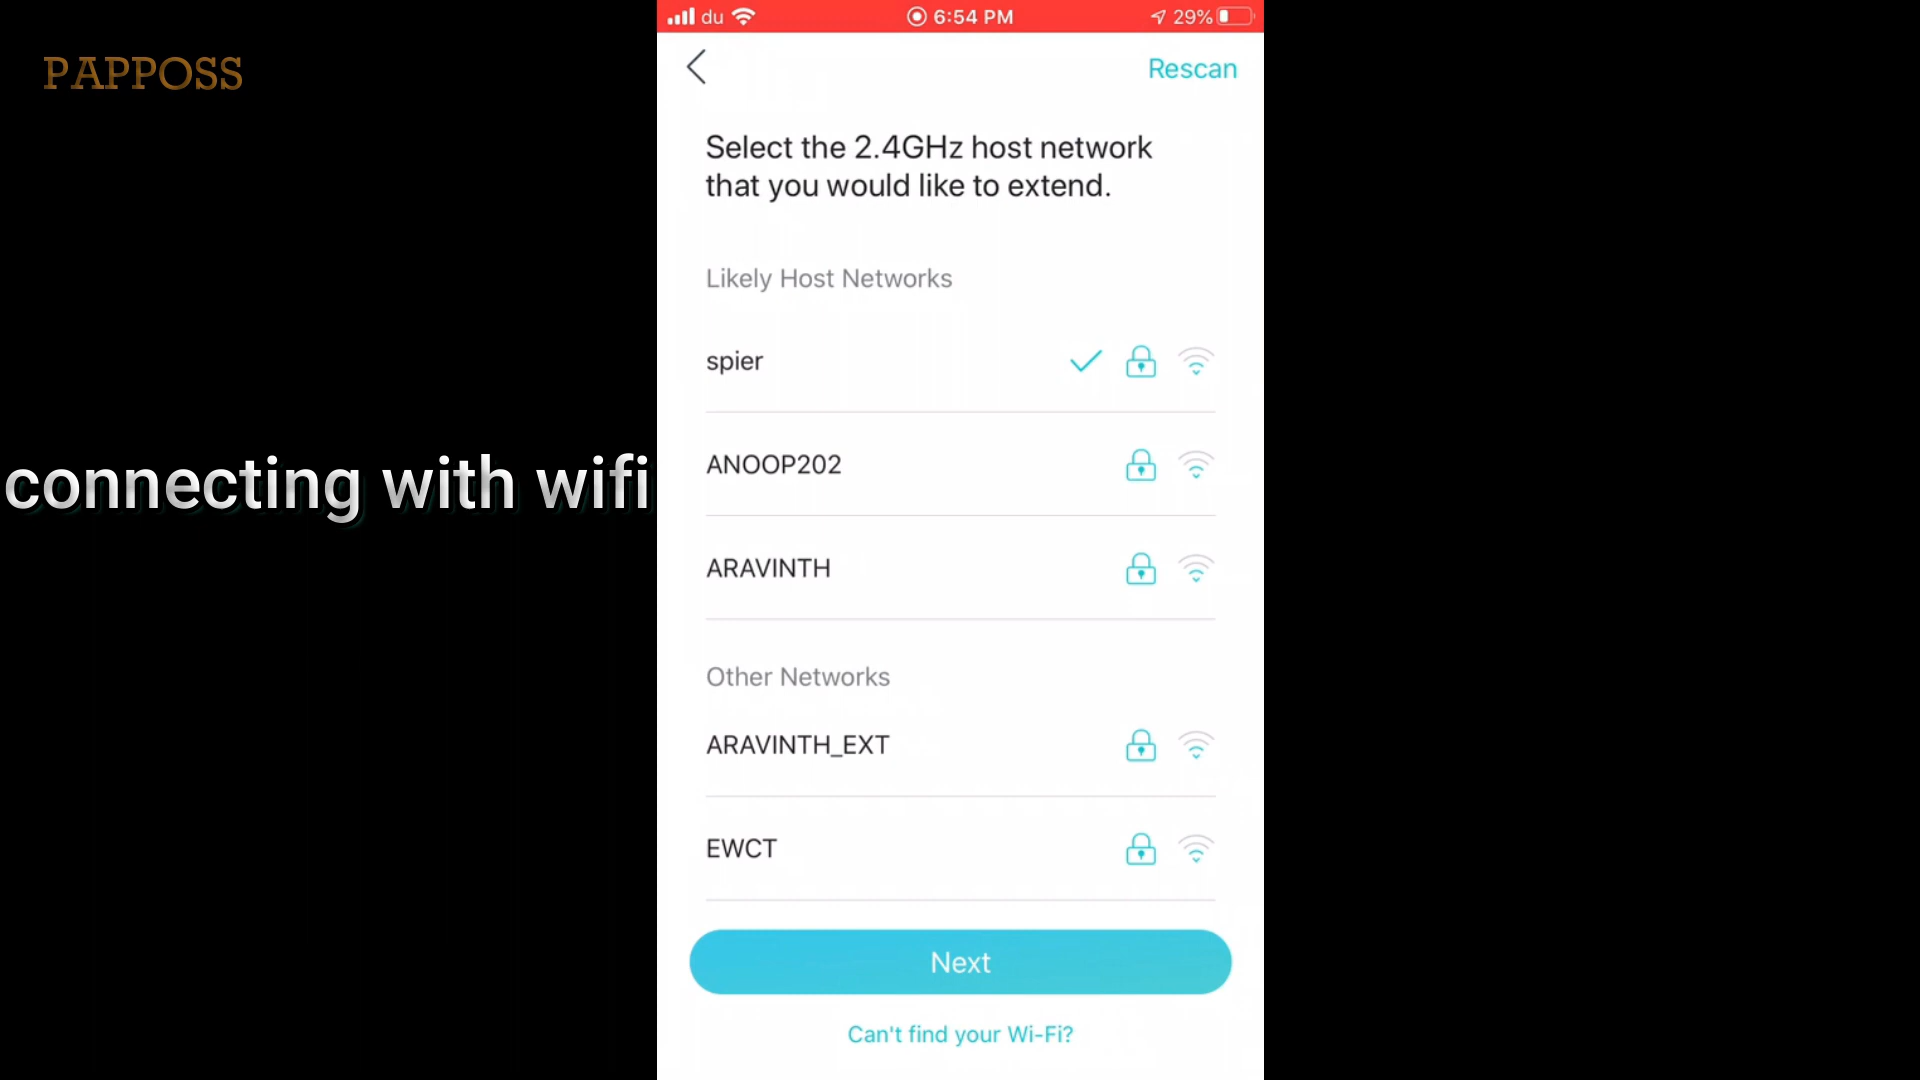 du 6:54 PM 29%
PAPPOSS
Rescan
Select the 2.4GHz host network
that you would like to extend.
Likely Host Networks
spier
ANOOP202
connecting with wifi
ARAVINTH
Other Networks
ARAVINTH_EXT
EWCT
Next
Can't find your Wi-Fi?